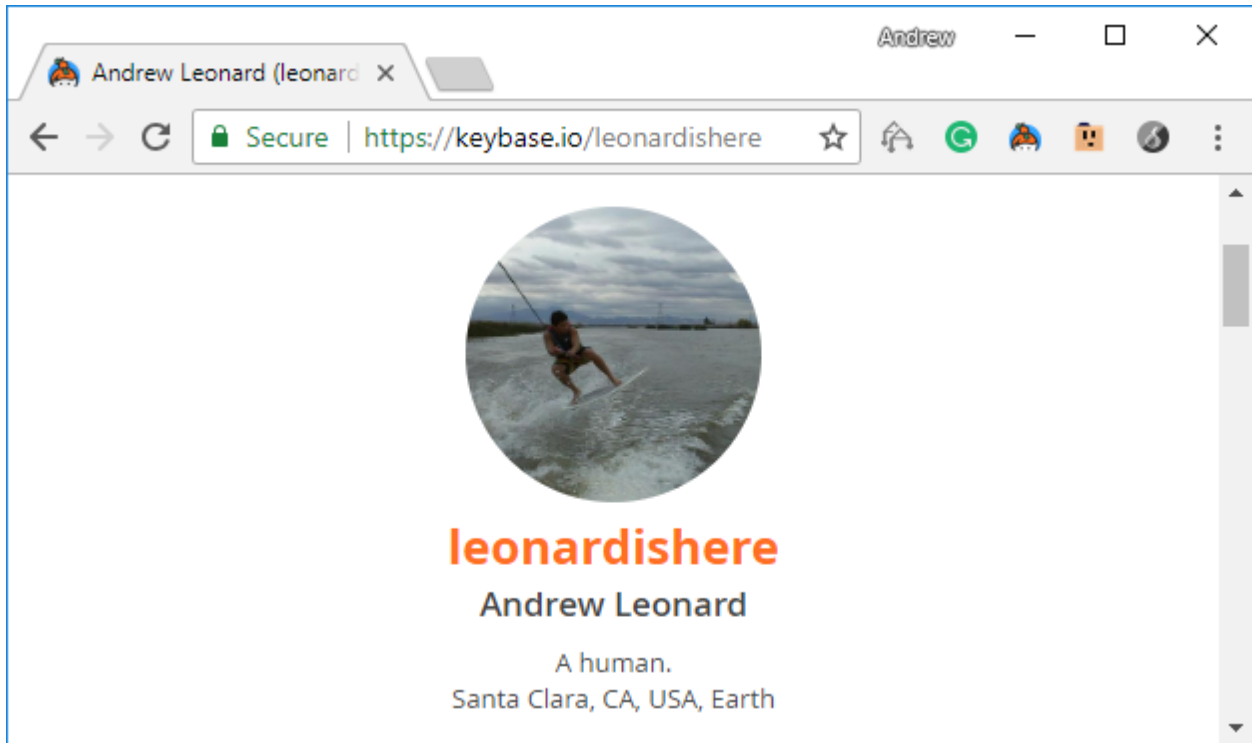 Andrew
Andrew Leonard (leonard
Secure
https://keybase.io/leonardishere
leonardishere
Andrew Leonard
A human.
Santa Clara, CA, USA, Earth